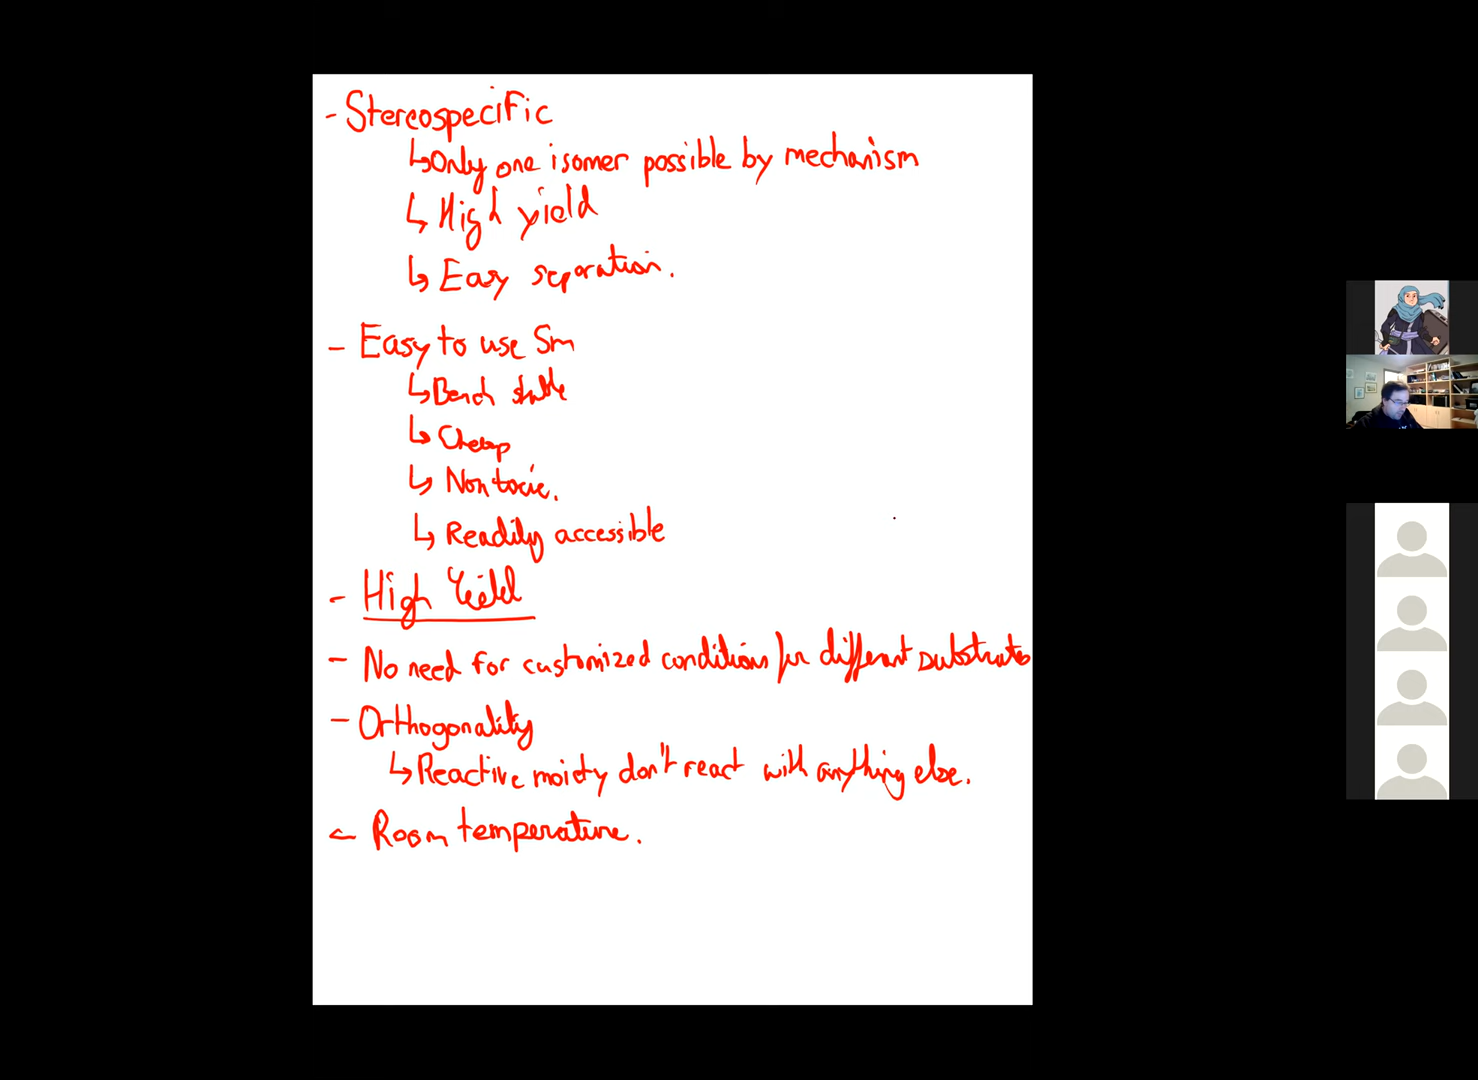 - Stereospecific
↳ Only one isomer possible by mechanism
↳ High yield
↳ Easy separation.
- Easy to use Sm
↳ Bench stable
↳ Cheap
↳ Non toxic.
↳ Readily accessible
- High Yield
- No need for customized conditions for different substrates
- Orthogonality
↳ Reactive moiety don't react with anything else.
- Room temperature.